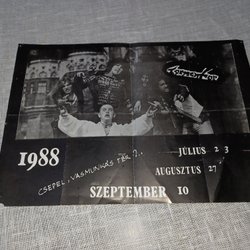 1988
JÚLIUS 2 3
AUGUSZTUS 27
CSEPEL, VASMUNKÁS TÉR 2..
SZEPTEMBER 10